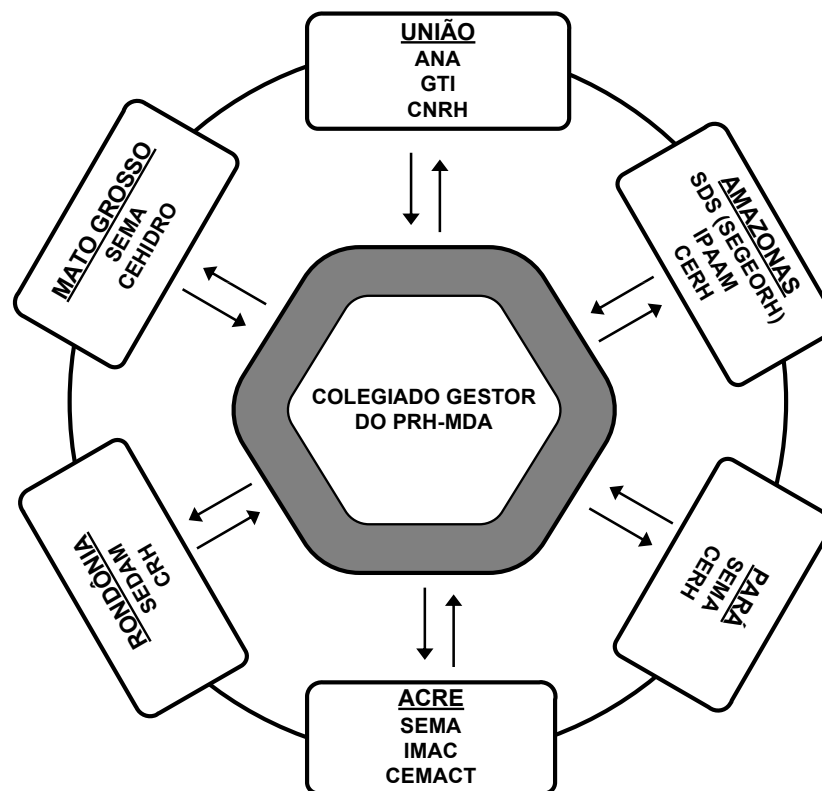 UNIÃO
ANA
GTI
CNRH
MATO GROSSO
SEMA
CEHIDRO
AMAZONAS
SDS (SEGEORH)
IPAAM
CERH
COLEGIADO GESTOR
DO PRH-MDA
RONDÔNIA
SEDAM
CRH
PARÁ
SEMA
CERH
ACRE
SEMA
IMAC
CEMACT